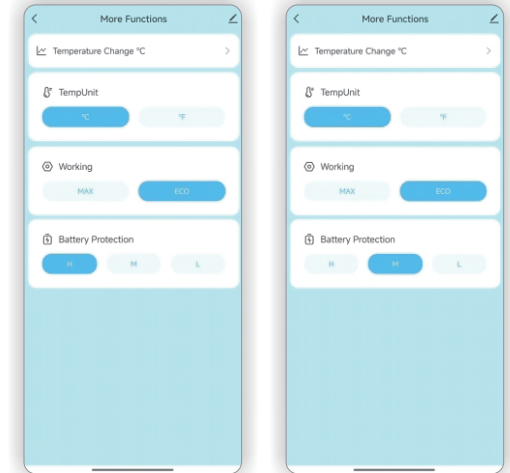 More Functions
Temperature Change °C
TempUnit
°C °F
Working
MAX ECO
Battery Protection
H M L
More Functions
Temperature Change °C
TempUnit
°C °F
Working
MAX ECO
Battery Protection
H M L